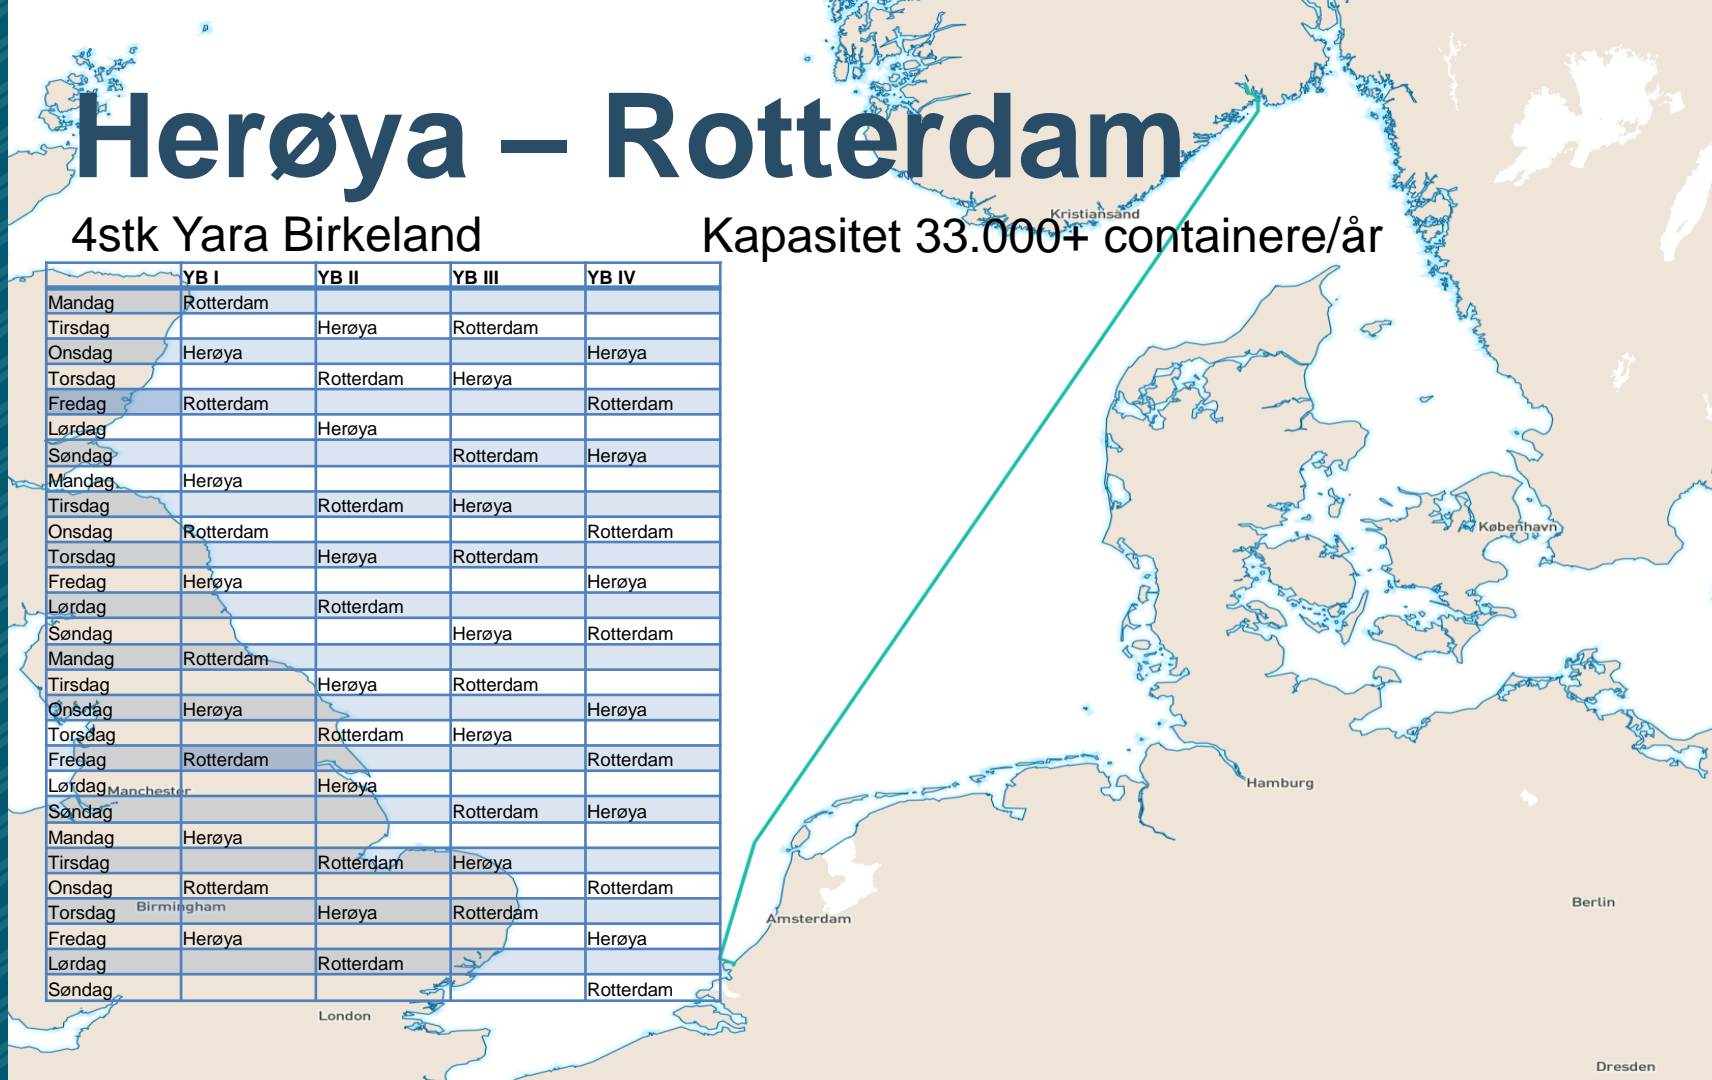 Herøya – Rotterdam
4stk Yara Birkeland
Kapasitet 33.000+ containere/år
YB I YB II YB III YB IV
Mandag Rotterdam
Tirsdag Herøya Rotterdam
Onsdag Herøya Herøya
Torsdag Rotterdam Herøya
Fredag Rotterdam Rotterdam
Lørdag Herøya
Søndag Rotterdam Herøya
Mandag Herøya
Tirsdag Rotterdam Herøya
Onsdag Rotterdam Rotterdam
Torsdag Herøya Rotterdam
Fredag Herøya Herøya
Lørdag Rotterdam
Søndag Herøya Rotterdam
Mandag Rotterdam
Tirsdag Herøya Rotterdam
Onsdag Herøya Herøya
Torsdag Rotterdam Herøya
Fredag Rotterdam Rotterdam
Lørdag Herøya
Søndag Rotterdam Herøya
Mandag Herøya
Tirsdag Rotterdam Herøya
Onsdag Rotterdam Rotterdam
Torsdag Herøya Rotterdam
Fredag Herøya Herøya
Lørdag Rotterdam
Søndag Rotterdam
Kristiansand
København
Hamburg
Manchester
Birmingham
Amsterdam
Berlin
London
Dresden